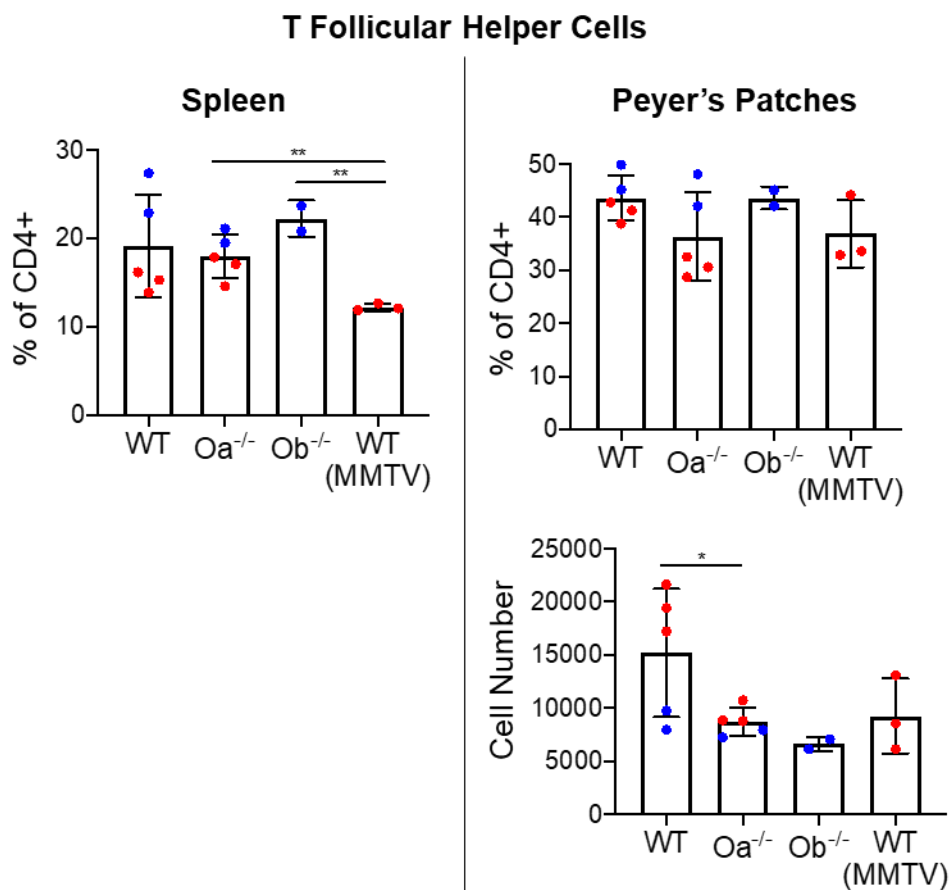 T Follicular Helper Cells
Spleen
% of CD4+
30
20
10
0
**
**
WT
Oa⁻/⁻
Ob⁻/⁻
WT
(MMTV)
Peyer's Patches
% of CD4+
50
40
30
20
10
0
WT
Oa⁻/⁻
Ob⁻/⁻
WT
(MMTV)
Cell Number
25000
20000
15000
10000
5000
0
*
WT
Oa⁻/⁻
Ob⁻/⁻
WT
(MMTV)